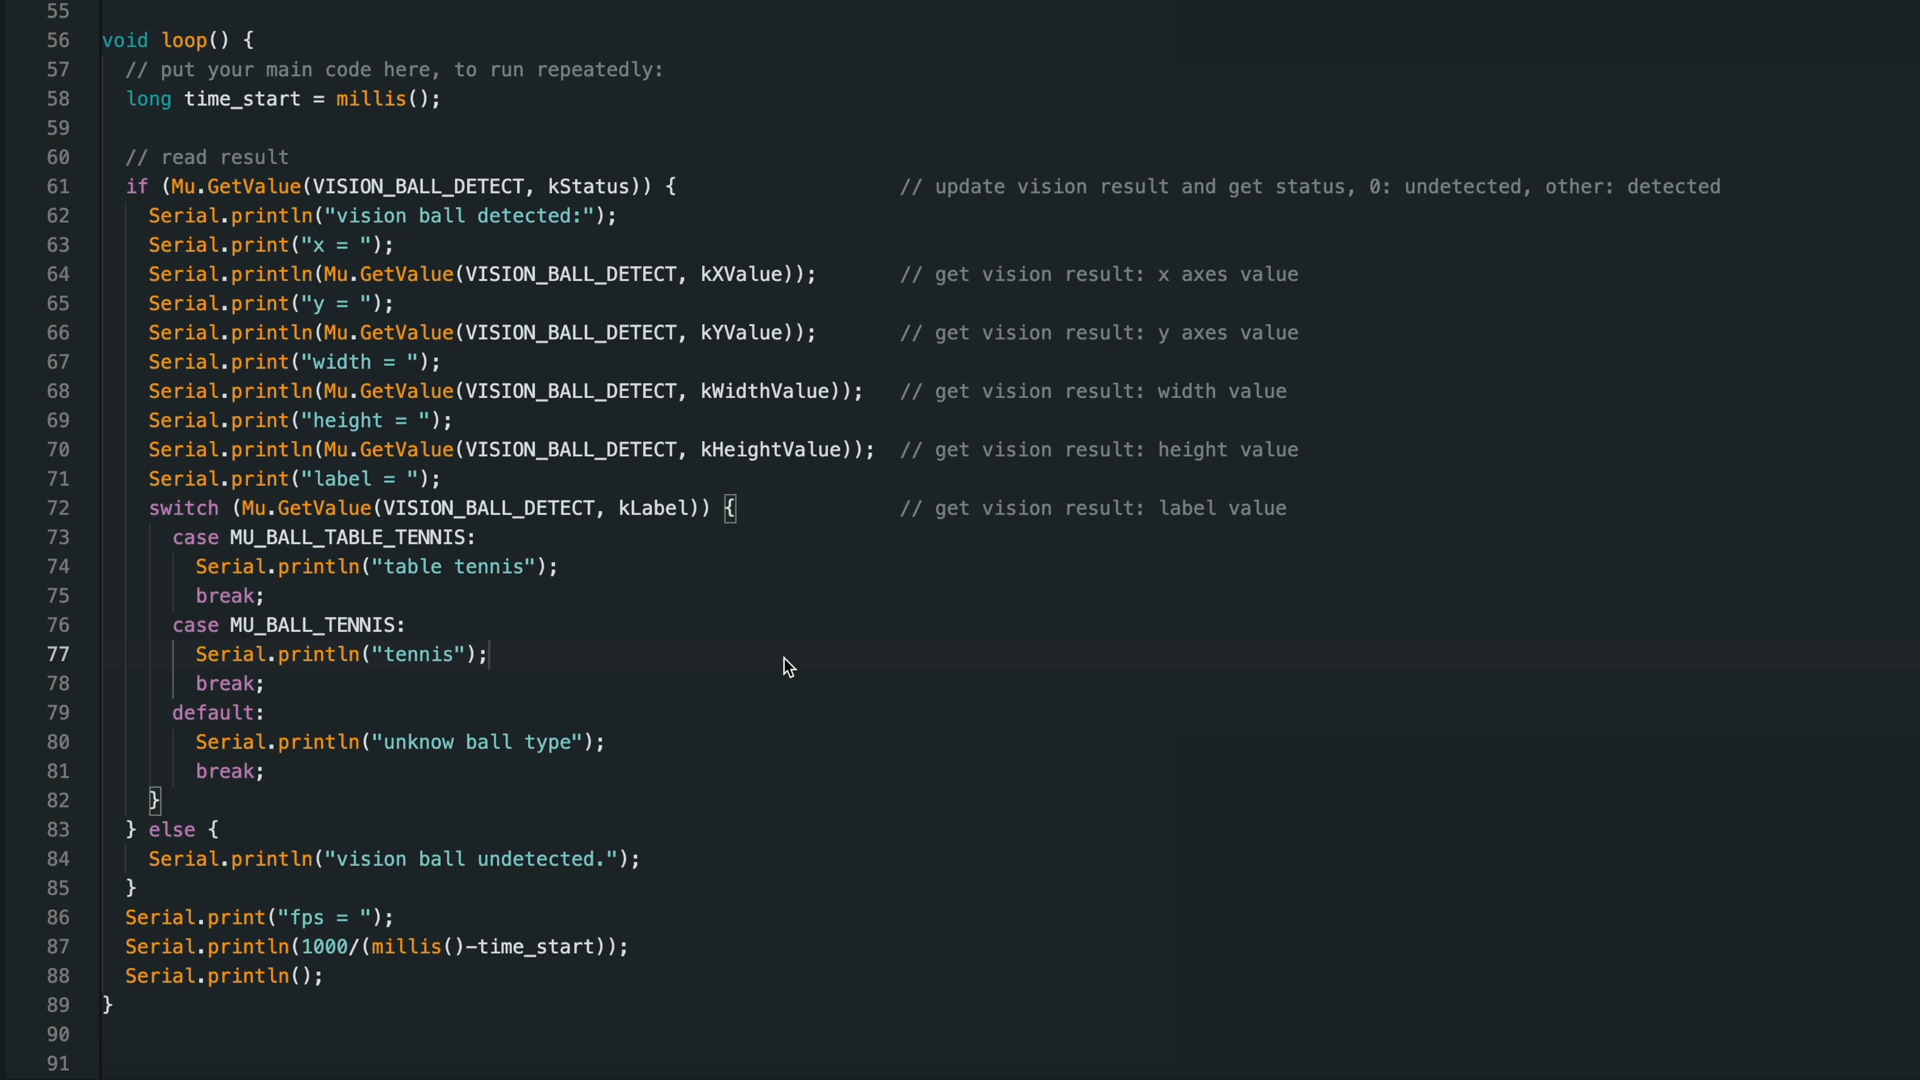 55
56 void loop() {
57 // put your main code here, to run repeatedly:
58 long time_start = millis();
59
60 // read result
61 if (Mu.GetValue(VISION_BALL_DETECT, kStatus)) { // update vision result and get status, 0: undetected, other: detected
62 Serial.println("vision ball detected:");
63 Serial.print("x = ");
64 Serial.println(Mu.GetValue(VISION_BALL_DETECT, kXValue)); // get vision result: x axes value
65 Serial.print("y = ");
66 Serial.println(Mu.GetValue(VISION_BALL_DETECT, kYValue)); // get vision result: y axes value
67 Serial.print("width = ");
68 Serial.println(Mu.GetValue(VISION_BALL_DETECT, kWidthValue)); // get vision result: width value
69 Serial.print("height = ");
70 Serial.println(Mu.GetValue(VISION_BALL_DETECT, kHeightValue)); // get vision result: height value
71 Serial.print("label = ");
72 switch (Mu.GetValue(VISION_BALL_DETECT, kLabel)) { // get vision result: label value
73 case MU_BALL_TABLE_TENNIS:
74 Serial.println("table tennis");
75 break;
76 case MU_BALL_TENNIS:
77 Serial.println("tennis");
78 break;
79 default:
80 Serial.println("unknow ball type");
81 break;
82 }
83 } else {
84 Serial.println("vision ball undetected.");
85 }
86 Serial.print("fps = ");
87 Serial.println(1000/(millis()-time_start));
88 Serial.println();
89 }
90
91